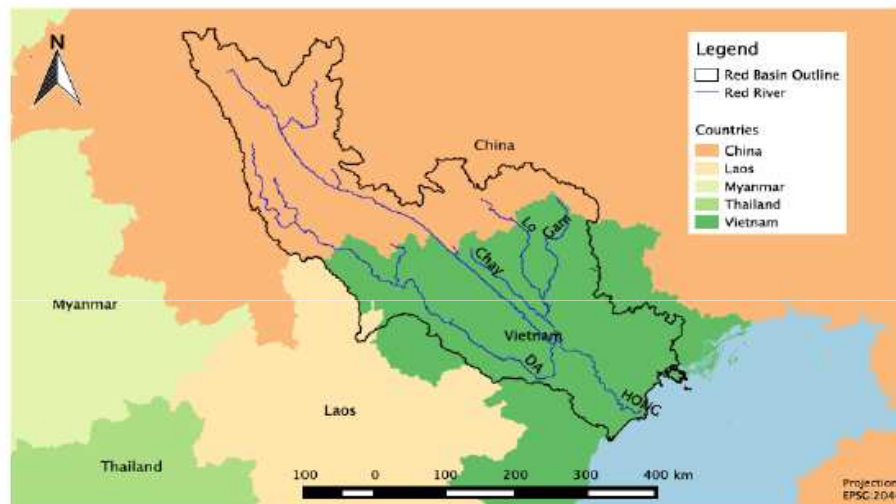 N
Legend
Red Basin Outline
Red River
Countries
China
Laos
Myanmar
Thailand
Vietnam
China
Lo
Gam
Chay
Myanmar
Vietnam
DA
HONG
Laos
Thailand
100 0 100 200 300 400 km
Projection